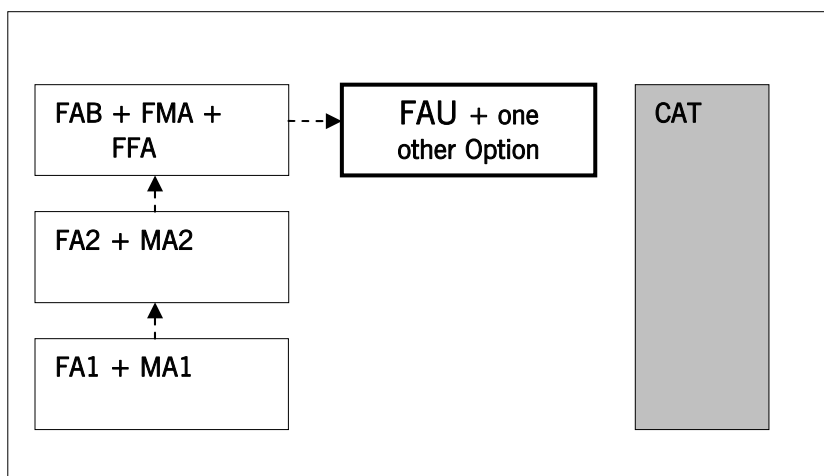 FAB + FMA +
FFA
FAU + one
other Option
CAT
FA2 + MA2
FA1 + MA1